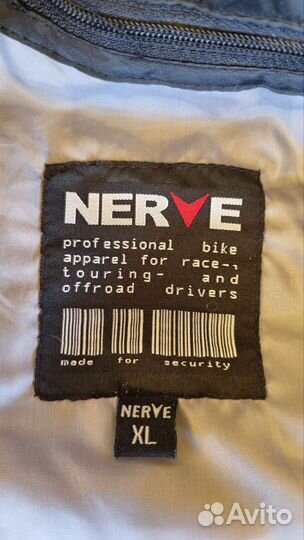 NERVE
professional bike
apparel for race-,
touring- and
offroad drivers
made for security
NERVE
XL
Avito